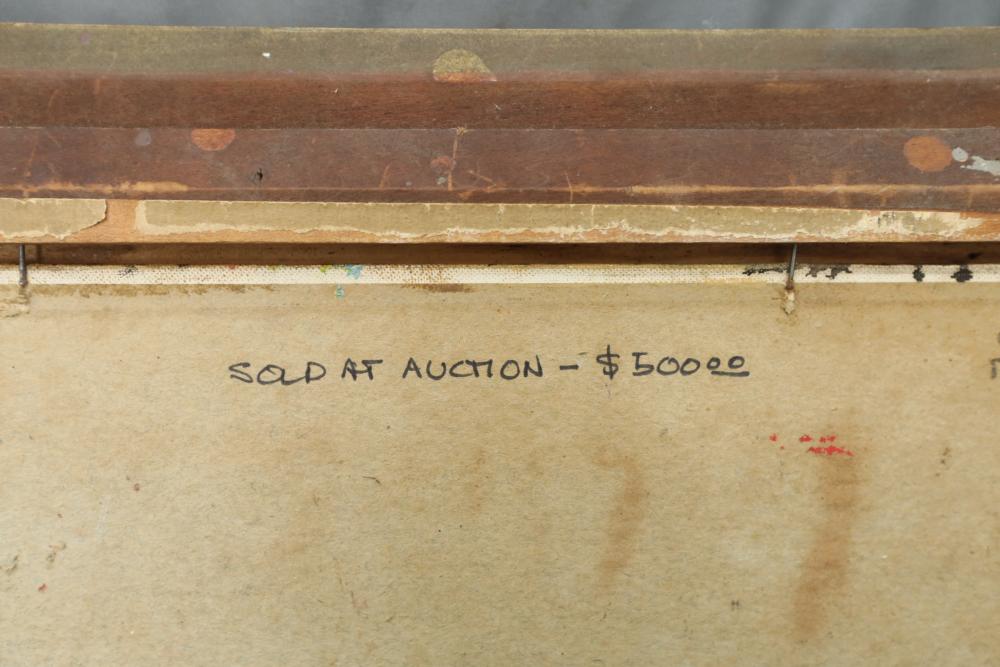 SOLD AT AUCTION - $50000